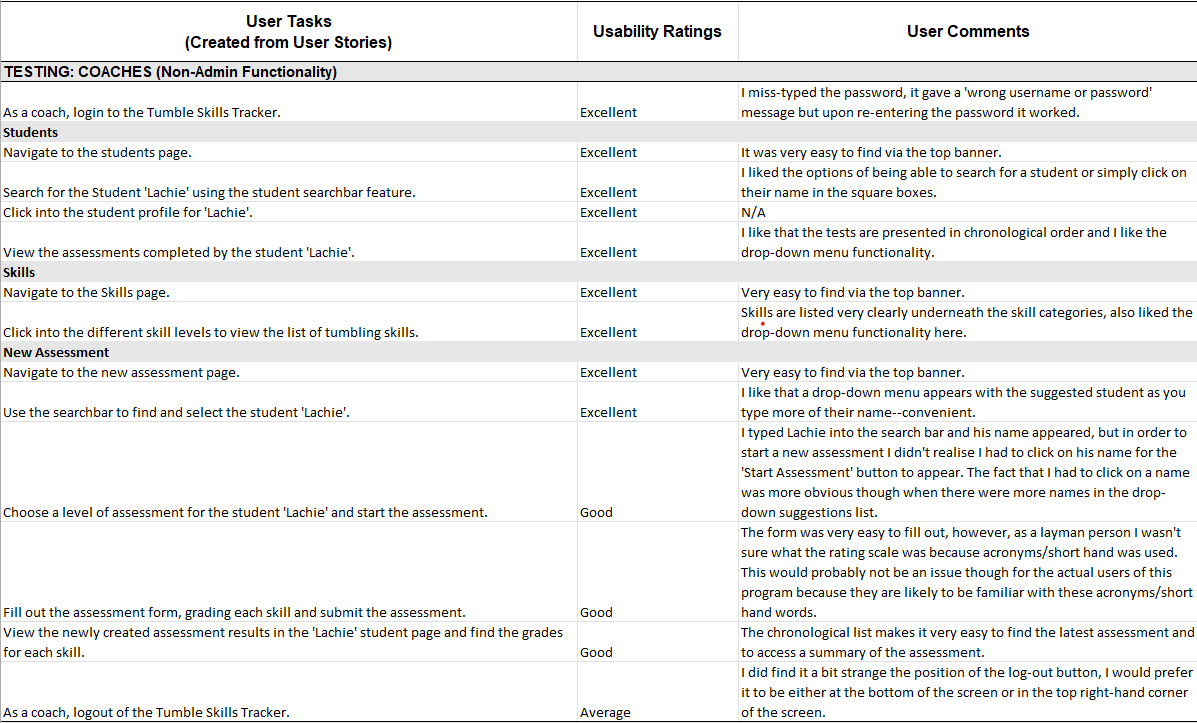 User Tasks
(Created from User Stories)
Usability Ratings
User Comments
TESTING: COACHES (Non-Admin Functionality)
As a coach, login to the Tumble Skills Tracker.
Excellent
I miss-typed the password, it gave a 'wrong username or password'
message but upon re-entering the password it worked.
Students
Navigate to the students page.
Excellent
It was very easy to find via the top banner.
Search for the Student 'Lachie' using the student searchbar feature.
Excellent
I liked the options of being able to search for a student or simply click on
their name in the square boxes.
Click into the student profile for 'Lachie'.
Excellent
N/A
View the assessments completed by the student 'Lachie'.
Excellent
I like that the tests are presented in chronological order and I like the
drop-down menu functionality.
Skills
Navigate to the Skills page.
Excellent
Very easy to find via the top banner.
Click into the different skill levels to view the list of tumbling skills.
Excellent
Skills are listed very clearly underneath the skill categories, also liked the
drop-down menu functionality here.
New Assessment
Navigate to the new assessment page.
Excellent
Very easy to find via the top banner.
Use the searchbar to find and select the student 'Lachie'.
Excellent
I like that a drop-down menu appears with the suggested student as you
type more of their name--convenient.
Choose a level of assessment for the student 'Lachie' and start the assessment.
Good
I typed Lachie into the search bar and his name appeared, but in order to
start a new assessment I didn't realise I had to click on his name for the
'Start Assessment' button to appear. The fact that I had to click on a name
was more obvious though when there were more names in the drop-
down suggestions list.
Fill out the assessment form, grading each skill and submit the assessment.
Good
The form was very easy to fill out, however, as a layman person I wasn't
sure what the rating scale was because acronyms/short hand was used.
This would probably not be an issue though for the actual users of this
program because they are likely to be familiar with these acronyms/short
hand words.
View the newly created assessment results in the 'Lachie' student page and find the grades
for each skill.
Good
The chronological list makes it very easy to find the latest assessment and
to access a summary of the assessment.
As a coach, logout of the Tumble Skills Tracker.
Average
I did find it a bit strange the position of the log-out button, I would prefer
it to be either at the bottom of the screen or in the top right-hand corner
of the screen.